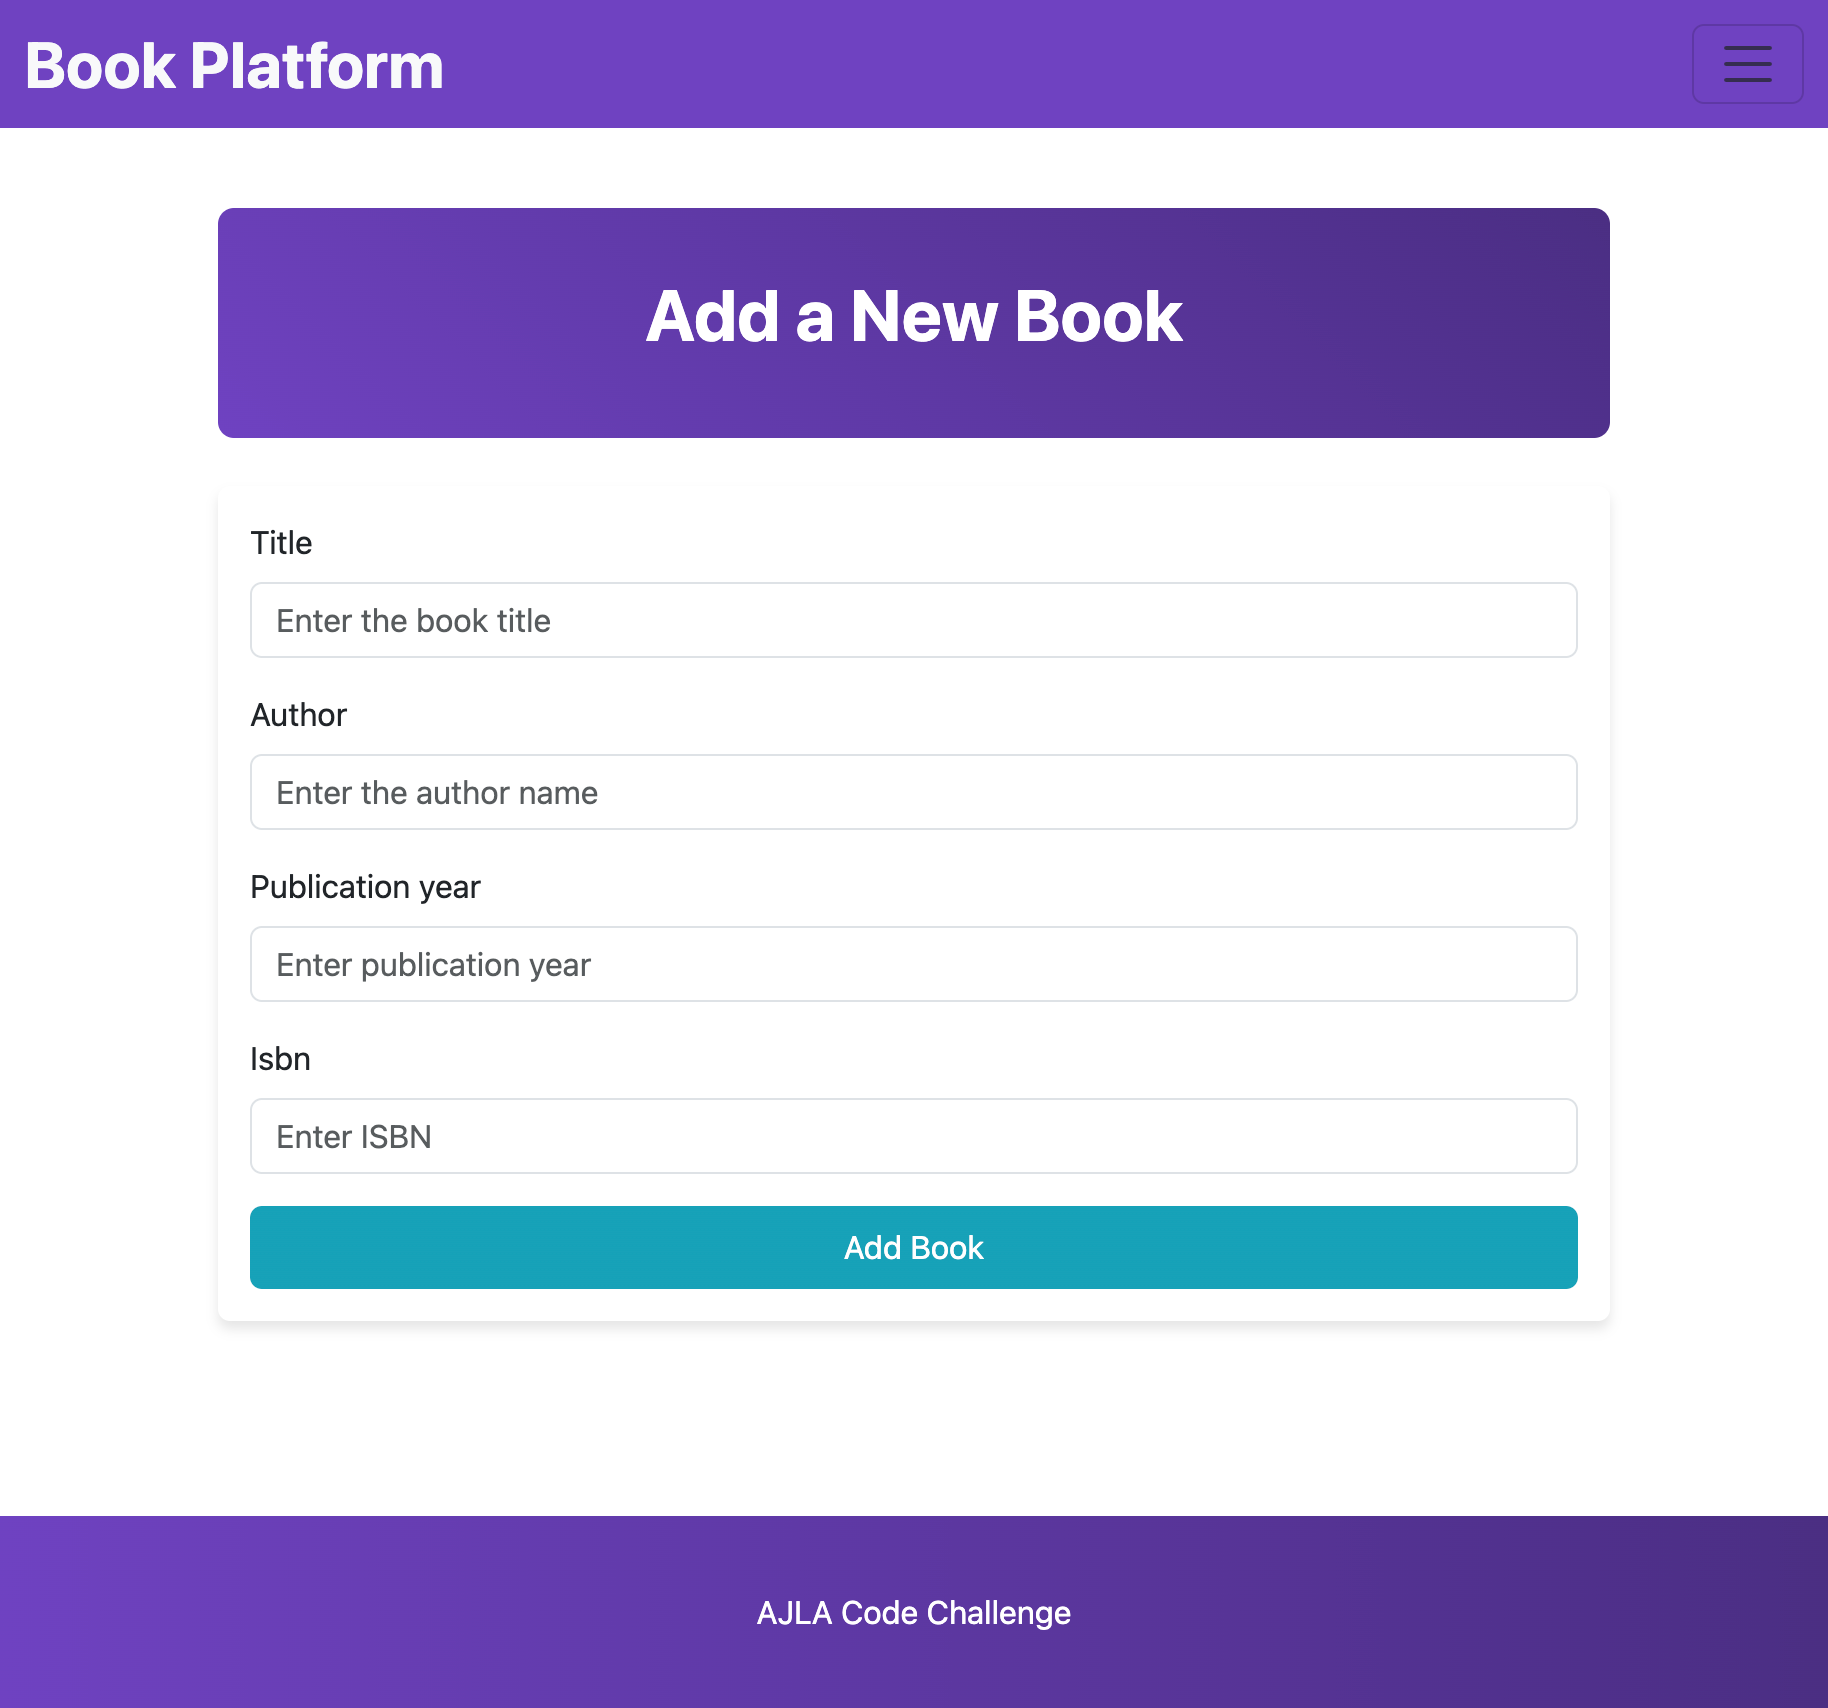 Book Platform
Add a New Book
Title
Enter the book title
Author
Enter the author name
Publication year
Enter publication year
Isbn
Enter ISBN
Add Book
AJLA Code Challenge